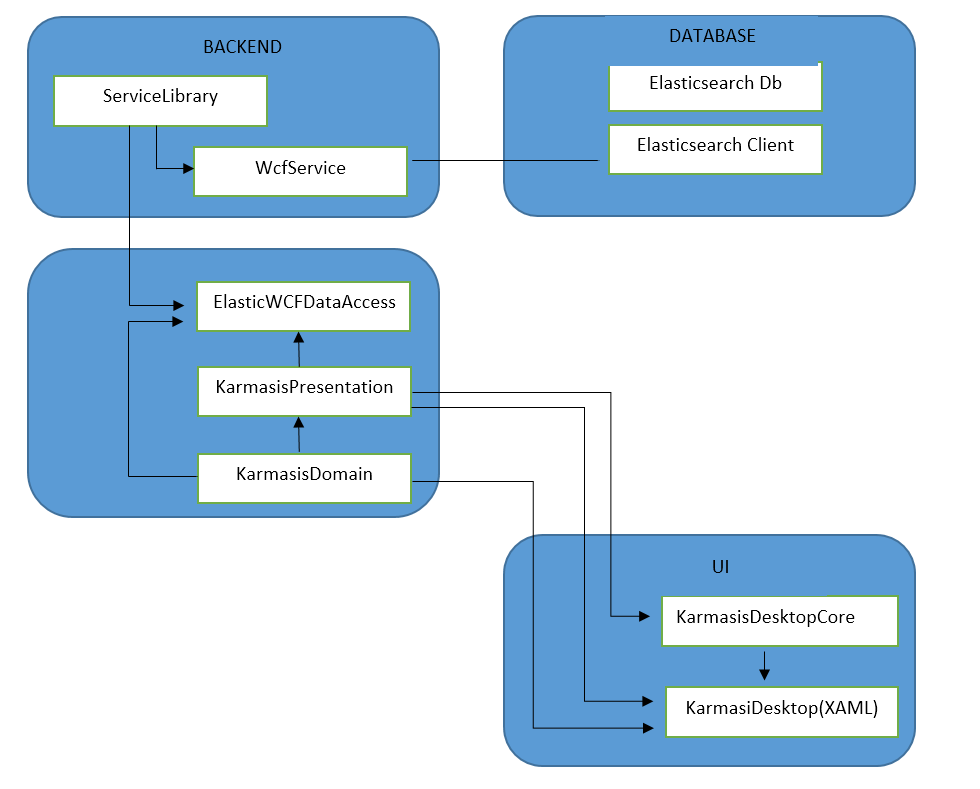 BACKEND
ServiceLibrary
WcfService
DATABASE
Elasticsearch Db
Elasticsearch Client
ElasticWCFDataAccess
KarmasisPresentation
KarmasisDomain
UI
KarmasisDesktopCore
KarmasiDesktop(XAML)